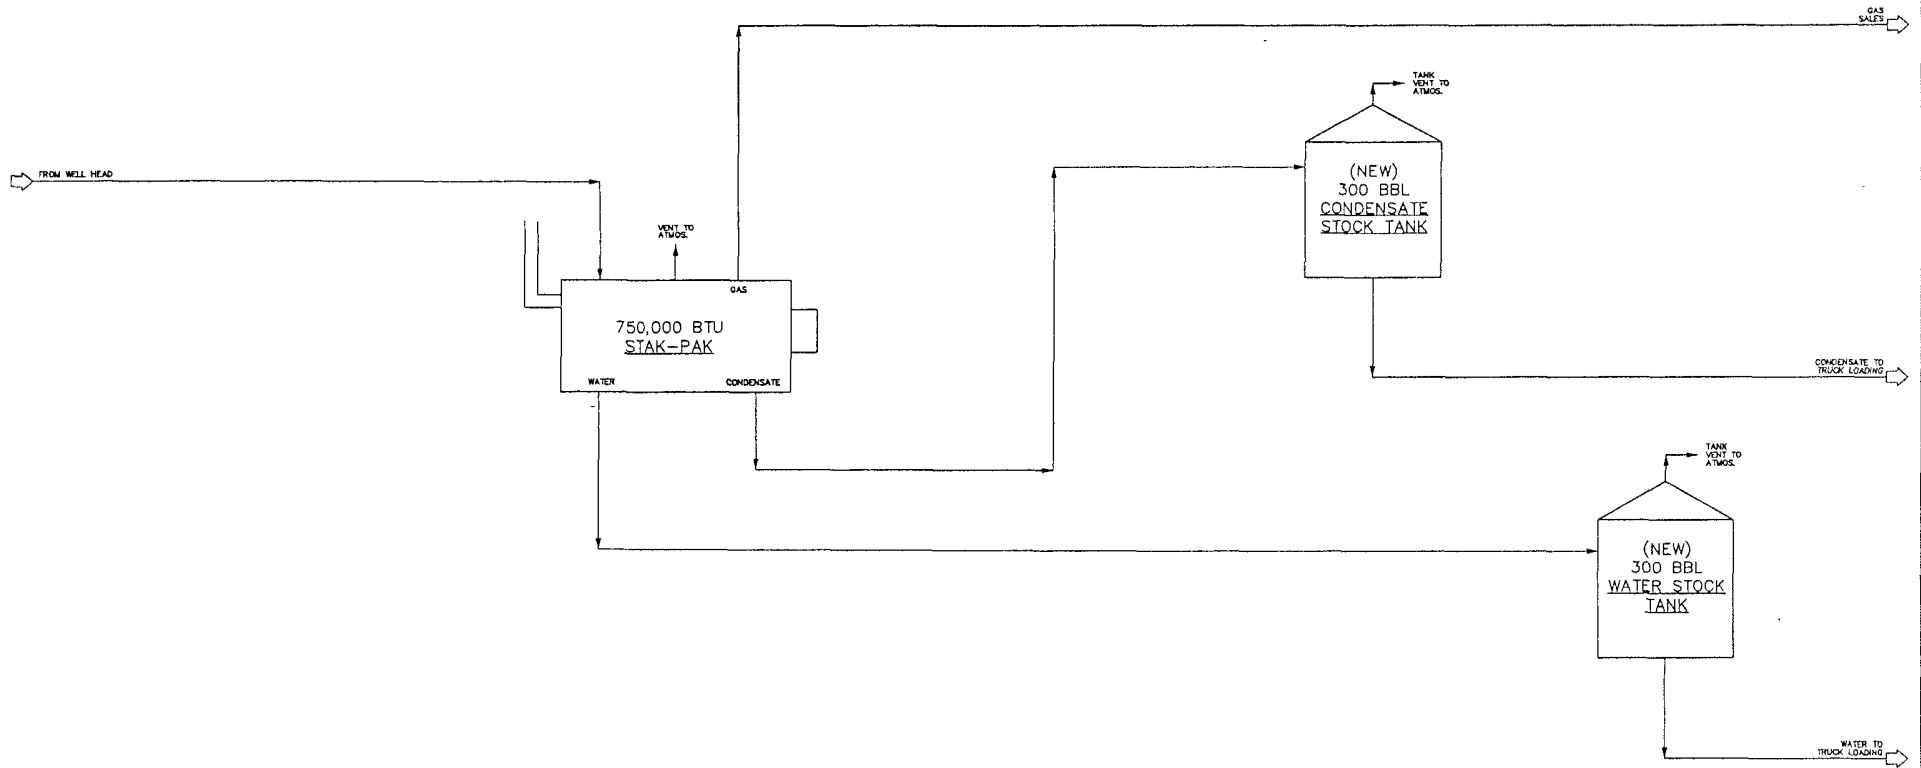 GAS
SALES
TANK
VENT TO
ATMOS.
FROM WELL HEAD
(NEW)
300 BBL
CONDENSATE
STOCK TANK
VENT TO
ATMOS.
GAS
750,000 BTU
STAK-PAK
WATER
CONDENSATE
CONDENSATE TO
TRUCK LOADING
TANK
VENT TO
ATMOS.
(NEW)
300 BBL
WATER STOCK
TANK
WATER TO
TRUCK LOADING